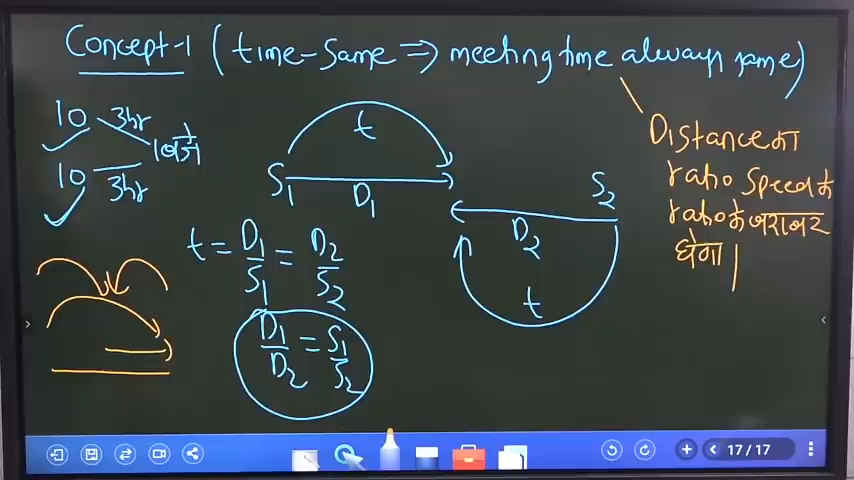 Concept-1 (time-Same ⇒ meeting time always same)
10 3hr
1बजे
10 3hr
t
S₁ D₁
S₂
D₂
t
t = D₁/S₁ = D₂/S₂
D₁/D₂ = S₁/S₂
Distance का
ratio Speed के
ratio के बराबर
होगा|
17/17